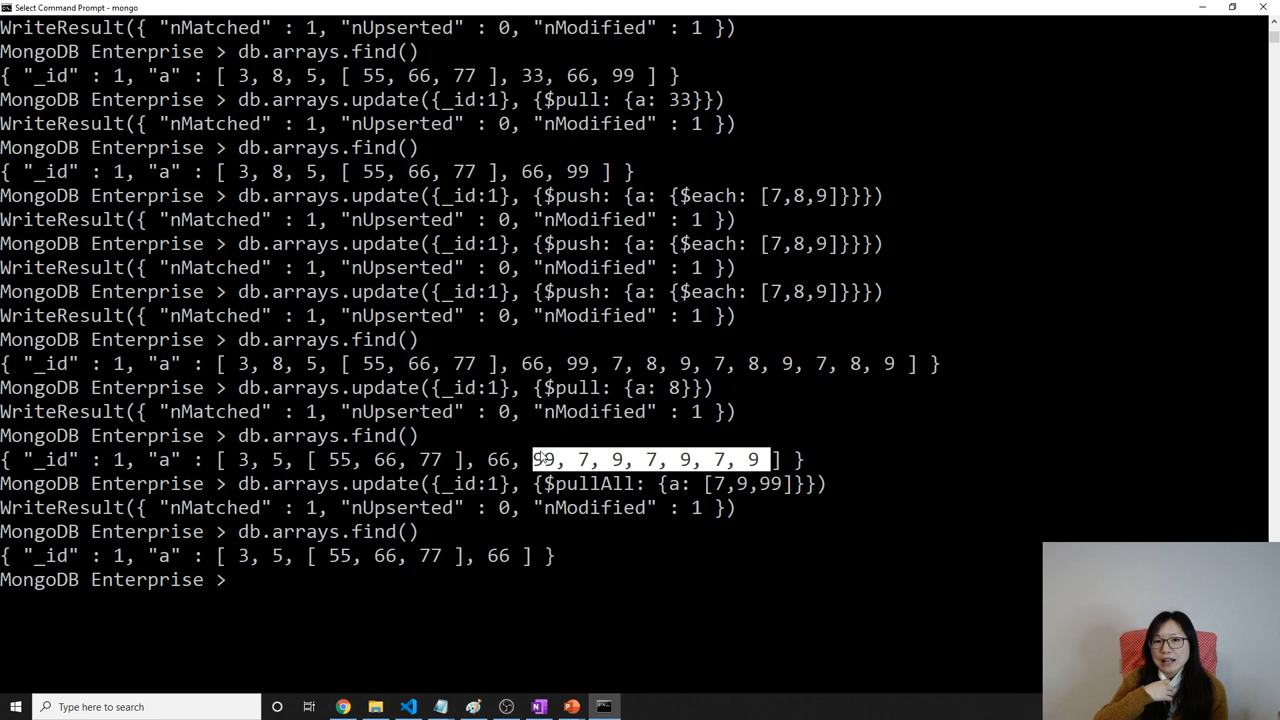 Select Command Prompt - mongo
WriteResult({ "nMatched" : 1, "nUpserted" : 0, "nModified" : 1 })
MongoDB Enterprise > db.arrays.find()
{ "_id" : 1, "a" : [ 3, 8, 5, [ 55, 66, 77 ], 33, 66, 99 ] }
MongoDB Enterprise > db.arrays.update({_id:1}, {$pull: {a: 33}})
WriteResult({ "nMatched" : 1, "nUpserted" : 0, "nModified" : 1 })
MongoDB Enterprise > db.arrays.find()
{ "_id" : 1, "a" : [ 3, 8, 5, [ 55, 66, 77 ], 66, 99 ] }
MongoDB Enterprise > db.arrays.update({_id:1}, {$push: {a: {$each: [7,8,9]}}})
WriteResult({ "nMatched" : 1, "nUpserted" : 0, "nModified" : 1 })
MongoDB Enterprise > db.arrays.update({_id:1}, {$push: {a: {$each: [7,8,9]}}})
WriteResult({ "nMatched" : 1, "nUpserted" : 0, "nModified" : 1 })
MongoDB Enterprise > db.arrays.update({_id:1}, {$push: {a: {$each: [7,8,9]}}})
WriteResult({ "nMatched" : 1, "nUpserted" : 0, "nModified" : 1 })
MongoDB Enterprise > db.arrays.find()
{ "_id" : 1, "a" : [ 3, 8, 5, [ 55, 66, 77 ], 66, 99, 7, 8, 9, 7, 8, 9, 7, 8, 9 ] }
MongoDB Enterprise > db.arrays.update({_id:1}, {$pull: {a: 8}})
WriteResult({ "nMatched" : 1, "nUpserted" : 0, "nModified" : 1 })
MongoDB Enterprise > db.arrays.find()
{ "_id" : 1, "a" : [ 3, 5, [ 55, 66, 77 ], 66, 99, 7, 9, 7, 9, 7, 9 ] }
MongoDB Enterprise > db.arrays.update({_id:1}, {$pullAll: {a: [7,9,99]}})
WriteResult({ "nMatched" : 1, "nUpserted" : 0, "nModified" : 1 })
MongoDB Enterprise > db.arrays.find()
{ "_id" : 1, "a" : [ 3, 5, [ 55, 66, 77 ], 66 ] }
MongoDB Enterprise >
Type here to search